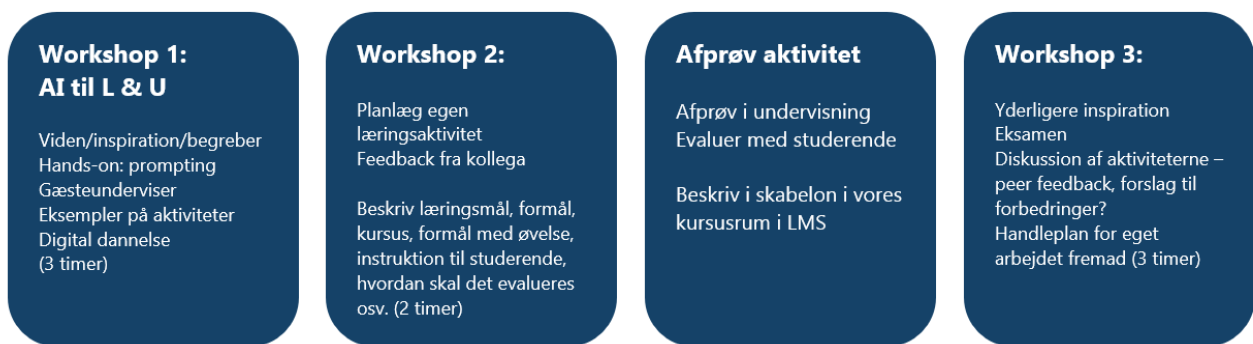 Workshop 1:
AI til L & U
Viden/inspiration/begreber
Hands-on: prompting
Gæsteunderviser
Eksempler på aktiviteter
Digital dannelse
(3 timer)
Workshop 2:
Planlæg egen
læringsaktivitet
Feedback fra kollega
Beskriv læringsmål, formål,
kursus, formål med øvelse,
instruktion til studerende,
hvordan skal det evalueres
osv. (2 timer)
Afprøv aktivitet
Afprøv i undervisning
Evaluer med studerende
Beskriv i skabelon i vores
kursusrum i LMS
Workshop 3:
Yderligere inspiration
Eksamen
Diskussion af aktiviteterne –
peer feedback, forslag til
forbedringer?
Handleplan for eget
arbejdet fremad (3 timer)